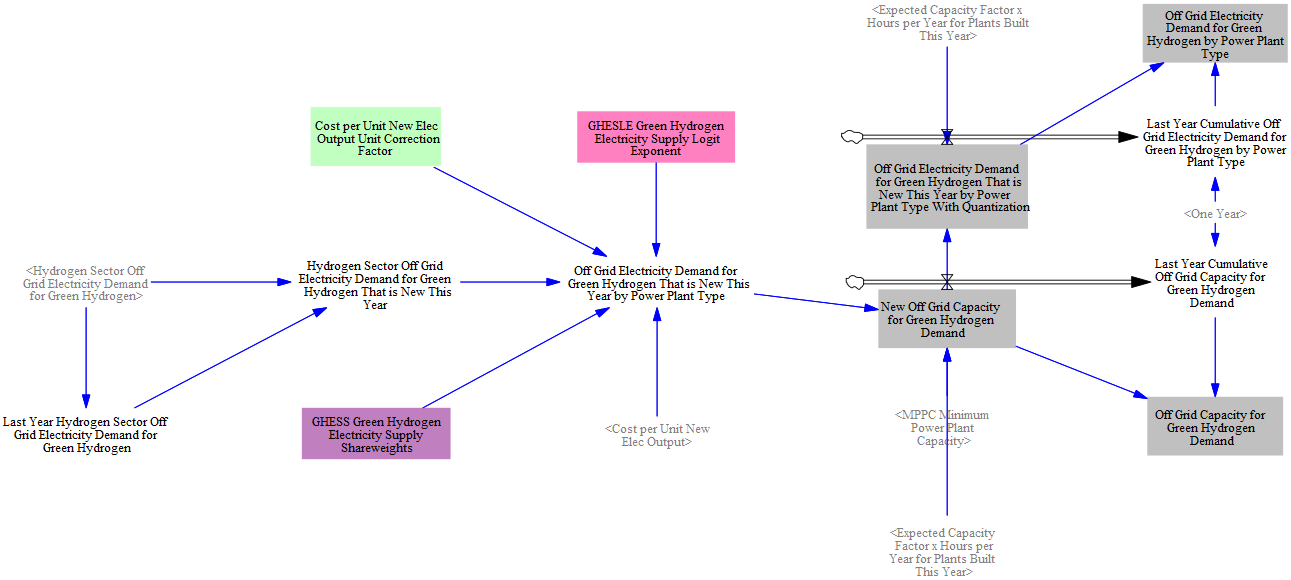 <Expected Capacity Factor x
Hours per Year for Plants Built
This Year>
Off Grid Electricity
Demand for Green
Hydrogen by Power Plant
Type
Cost per Unit New Elec
Output Unit Correction
Factor
GHESLE Green Hydrogen
Electricity Supply Logit
Exponent
Last Year Cumulative Off
Grid Electricity Demand for
Green Hydrogen by Power
Plant Type
Off Grid Electricity Demand
for Green Hydrogen That is
New This Year by Power
Plant Type With Quantization
<One Year>
<Hydrogen Sector Off
Grid Electricity Demand
for Green Hydrogen>
Hydrogen Sector Off Grid
Electricity Demand for Green
Hydrogen That is New This
Year
Off Grid Electricity Demand for
Green Hydrogen That is New This
Year by Power Plant Type
Last Year Cumulative
Off Grid Capacity for
Green Hydrogen
Demand
New Off Grid Capacity
for Green Hydrogen
Demand
Last Year Hydrogen Sector Off
Grid Electricity Demand for
Green Hydrogen
GHESS Green Hydrogen
Electricity Supply
Shareweights
<Cost per Unit New
Elec Output>
<MPPC Minimum
Power Plant
Capacity>
Off Grid Capacity for
Green Hydrogen
Demand
<Expected Capacity
Factor x Hours per
Year for Plants Built
This Year>